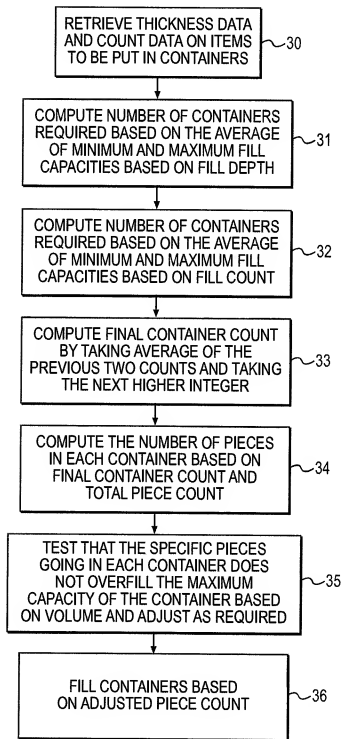 RETRIEVE THICKNESS DATA
AND COUNT DATA ON ITEMS
TO BE PUT IN CONTAINERS
30
COMPUTE NUMBER OF CONTAINERS
REQUIRED BASED ON THE AVERAGE
OF MINIMUM AND MAXIMUM FILL
CAPACITIES BASED ON FILL DEPTH
31
COMPUTE NUMBER OF CONTAINERS
REQUIRED BASED ON THE AVERAGE
OF MINIMUM AND MAXIMUM FILL
CAPACITIES BASED ON FILL COUNT
32
COMPUTE FINAL CONTAINER COUNT
BY TAKING AVERAGE OF THE
PREVIOUS TWO COUNTS AND TAKING
THE NEXT HIGHER INTEGER
33
COMPUTE THE NUMBER OF PIECES
IN EACH CONTAINER BASED ON
FINAL CONTAINER COUNT AND
TOTAL PIECE COUNT
34
TEST THAT THE SPECIFIC PIECES
GOING IN EACH CONTAINER DOES
NOT OVERFILL THE MAXIMUM
CAPACITY OF THE CONTAINER BASED
ON VOLUME AND ADJUST AS REQUIRED
35
FILL CONTAINERS BASED
ON ADJUSTED PIECE COUNT
36